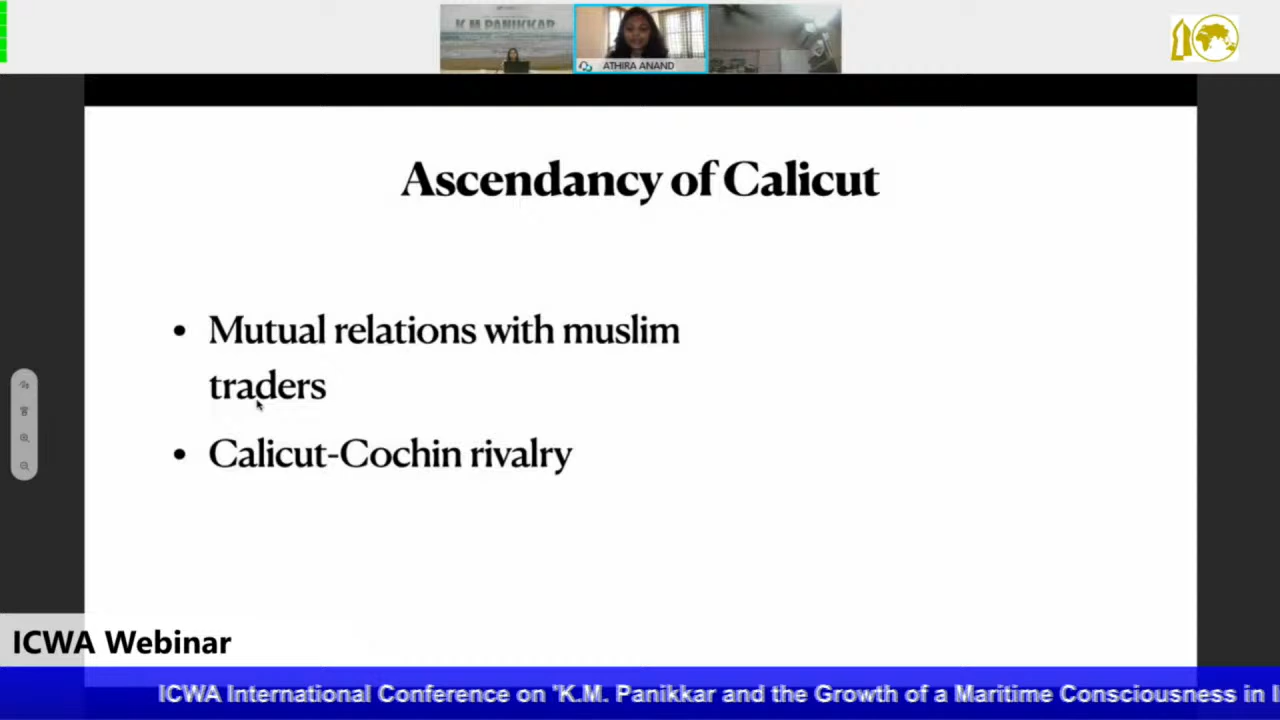 K.M PANIKKAR
ATHIRA ANAND
Ascendancy of Calicut
• Mutual relations with muslim
traders
• Calicut-Cochin rivalry
ICWA Webinar
ICWA International Conference on 'K.M. Panikkar and the Growth of a Maritime Consciousness in I